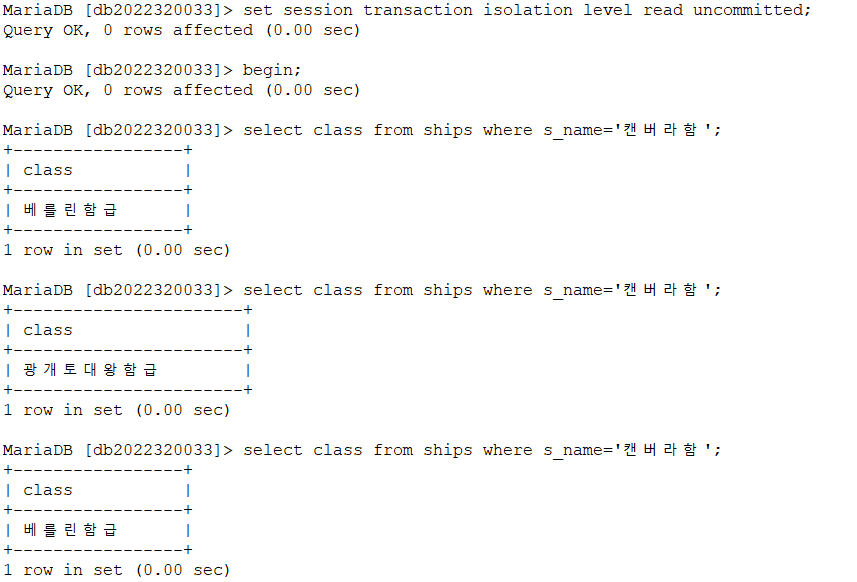 MariaDB [db2022320033]> set session transaction isolation level read uncommitted;
Query OK, 0 rows affected (0.00 sec)
MariaDB [db2022320033]> begin;
Query OK, 0 rows affected (0.00 sec)
MariaDB [db2022320033]> select class from ships where s_name='캔버라함';
+-----------------+
| class           |
+-----------------+
| 베를린함급      |
+-----------------+
1 row in set (0.00 sec)
MariaDB [db2022320033]> select class from ships where s_name='캔버라함';
+-----------------------+
| class                 |
+-----------------------+
| 광개토대왕함급        |
+-----------------------+
1 row in set (0.00 sec)
MariaDB [db2022320033]> select class from ships where s_name='캔버라함';
+-----------------+
| class           |
+-----------------+
| 베를린함급      |
+-----------------+
1 row in set (0.00 sec)